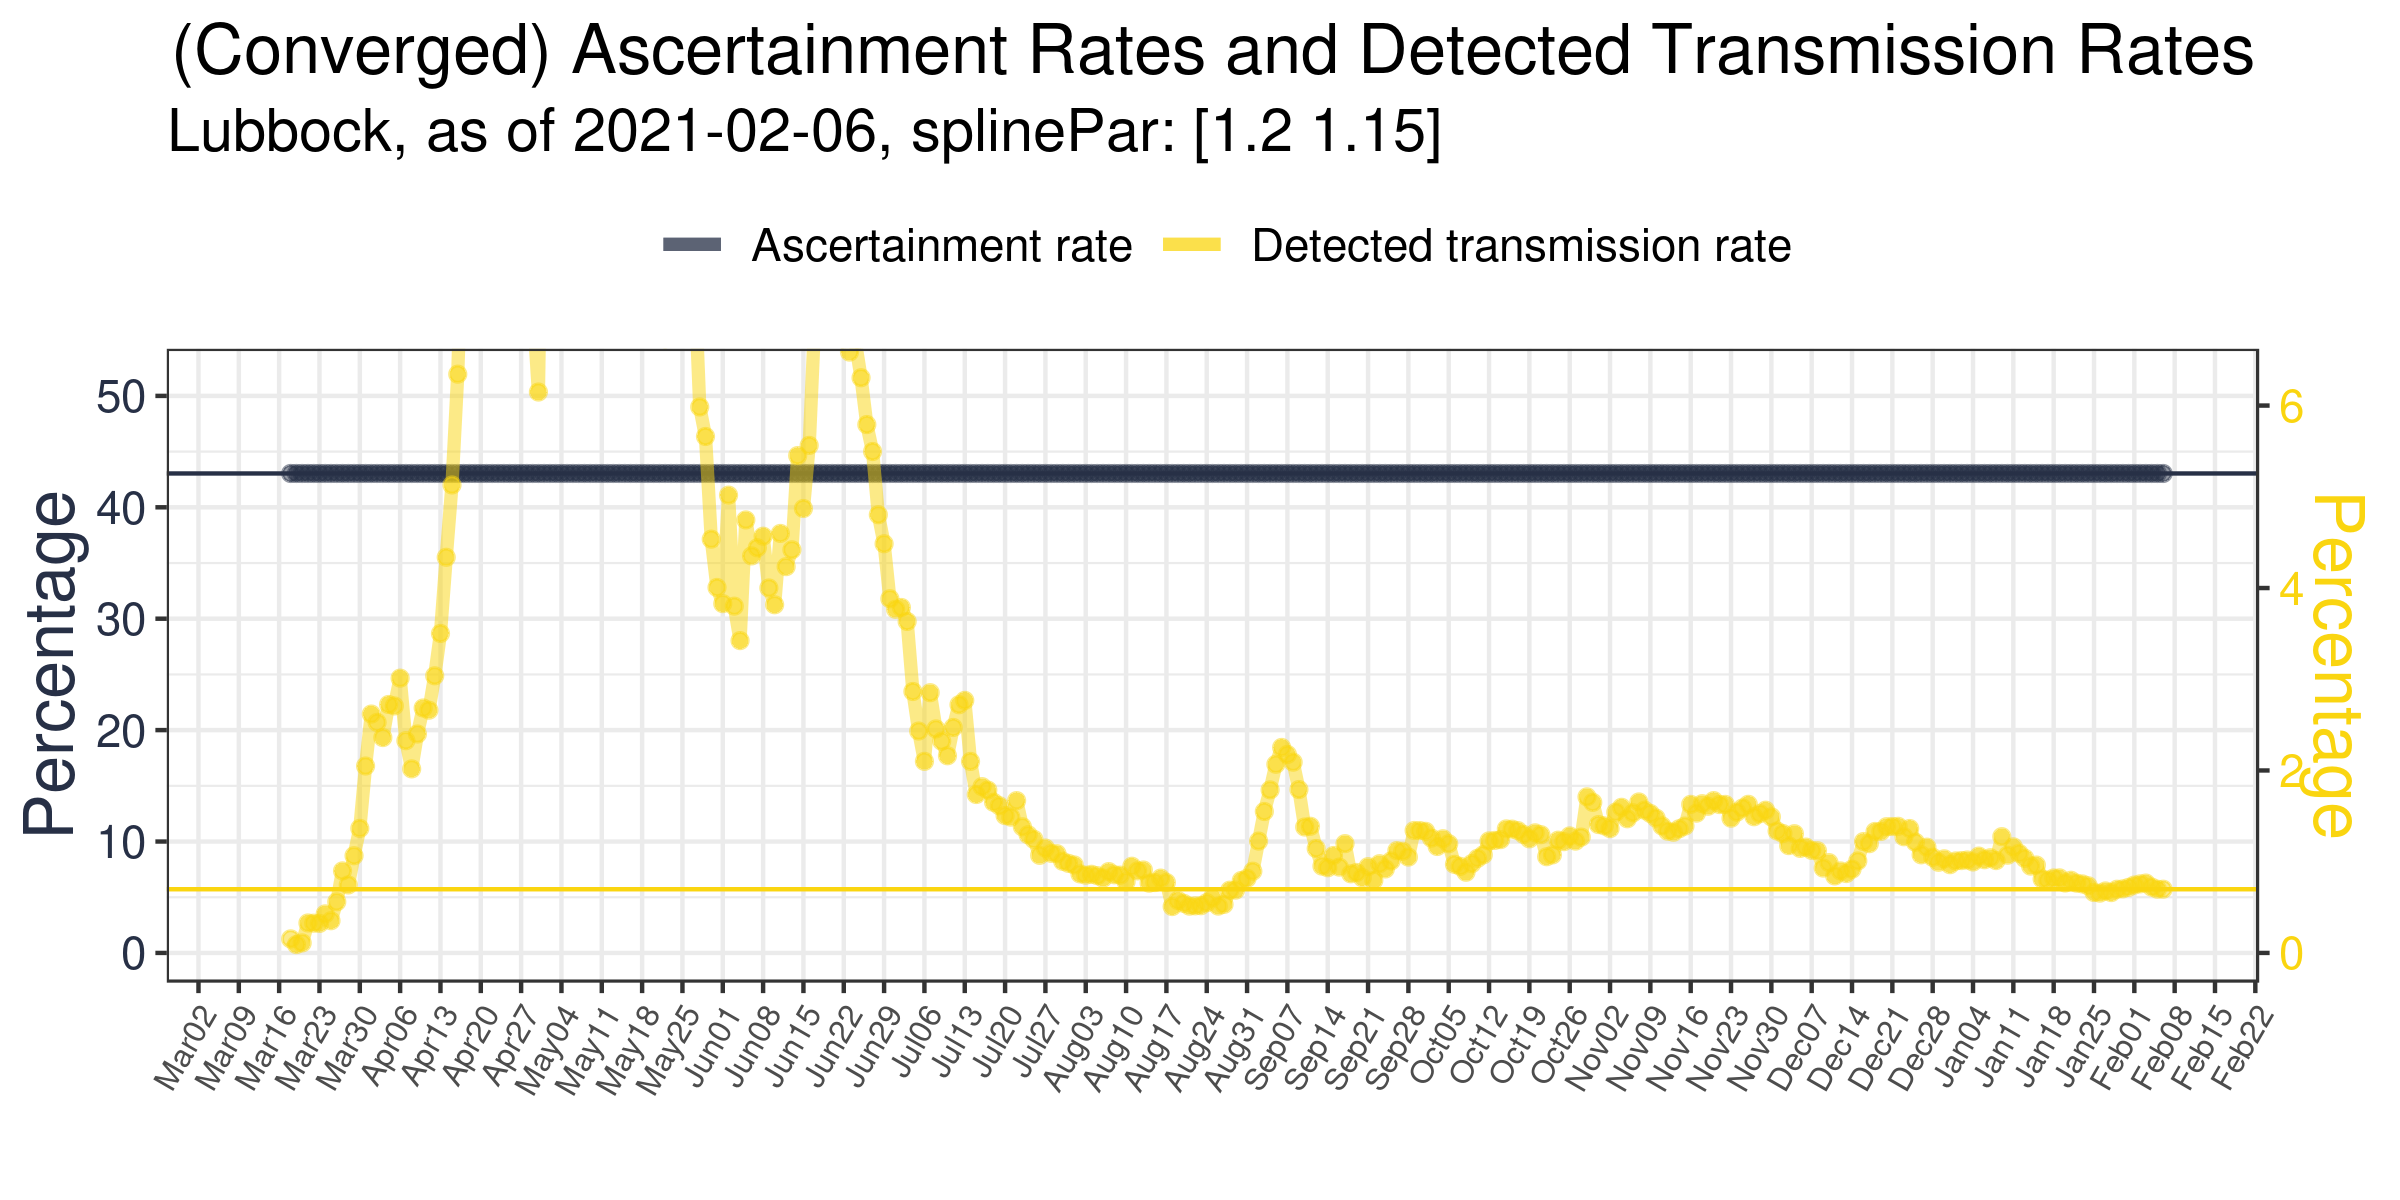 (Converged) Ascertainment Rates and Detected Transmission Rates
Lubbock, as of 2021-02-06, splinePar: [1.2 1.15]
Ascertainment rate Detected transmission rate
Percentage
50
40
30
20
10
0
6
4
2
0
Percentage
Mar02 Mar09 Mar16 Mar23 Mar30 Apr06 Apr13 Apr20 Apr27 May04 May11 May18 May25 Jun01 Jun08 Jun15 Jun22 Jun29 Jul06 Jul13 Jul20 Jul27 Aug03 Aug10 Aug17 Aug24 Aug31 Sep07 Sep14 Sep21 Sep28 Oct05 Oct12 Oct19 Oct26 Nov02 Nov09 Nov16 Nov23 Nov30 Dec07 Dec14 Dec21 Dec28 Jan04 Jan11 Jan18 Jan25 Feb01 Feb08 Feb15 Feb22